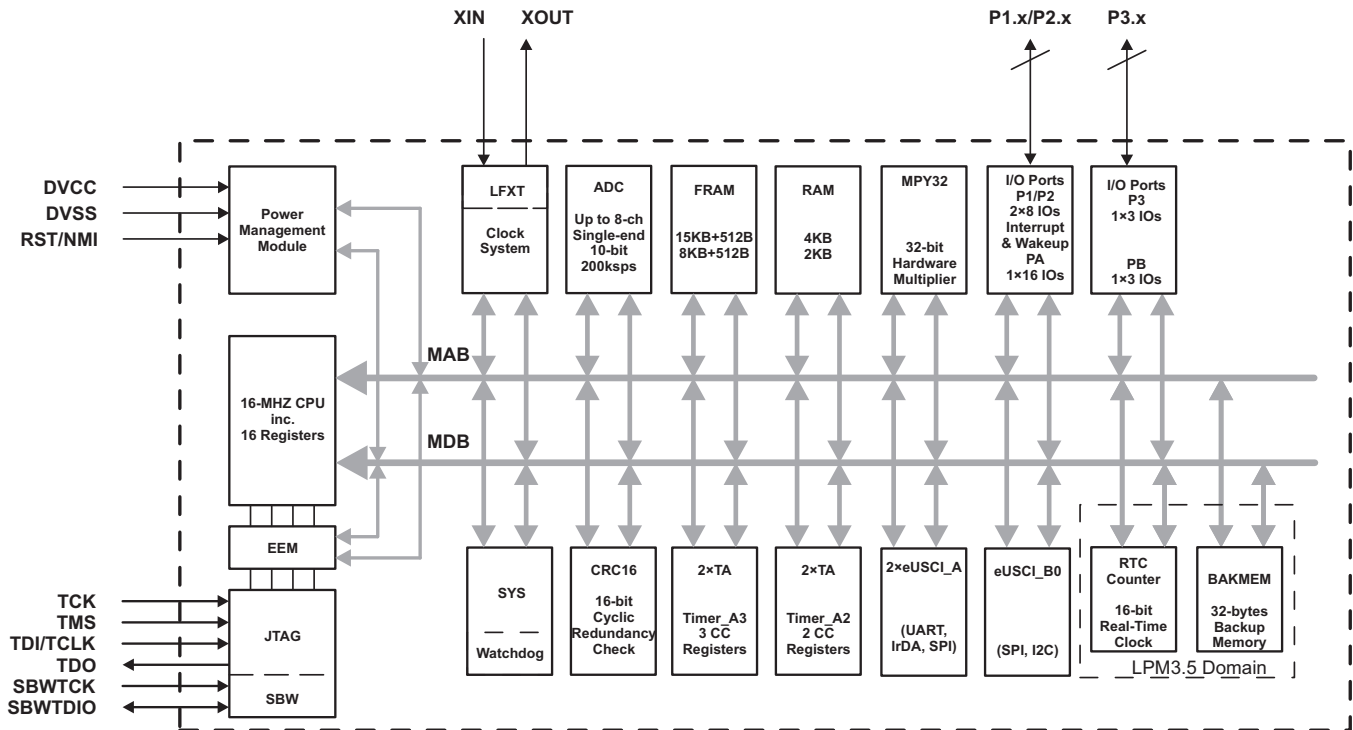 XIN
XOUT
P1.x/P2.x
P3.x
DVCC
DVSS
RST/NMI
Power
Management
Module
LFXT
Clock
System
ADC
Up to 8-ch
Single-end
10-bit
200ksps
FRAM
15KB+512B
8KB+512B
RAM
4KB
2KB
MPY32
32-bit
Hardware
Multiplier
I/O Ports
P1/P2
2×8 IOs
Interrupt
& Wakeup
PA
1×16 IOs
I/O Ports
P3
1×3 IOs
PB
1×3 IOs
MAB
16-MHZ CPU
inc.
16 Registers
MDB
EEM
TCK
TMS
TDI/TCLK
TDO
SBWTCK
SBWTDIO
JTAG
SBW
SYS
Watchdog
CRC16
16-bit
Cyclic
Redundancy
Check
2×TA
Timer_A3
3 CC
Registers
2×TA
Timer_A2
2 CC
Registers
2×eUSCI_A
(UART,
IrDA, SPI)
eUSCI_B0
(SPI, I2C)
RTC
Counter
16-bit
Real-Time
Clock
BAKMEM
32-bytes
Backup
Memory
LPM3.5 Domain